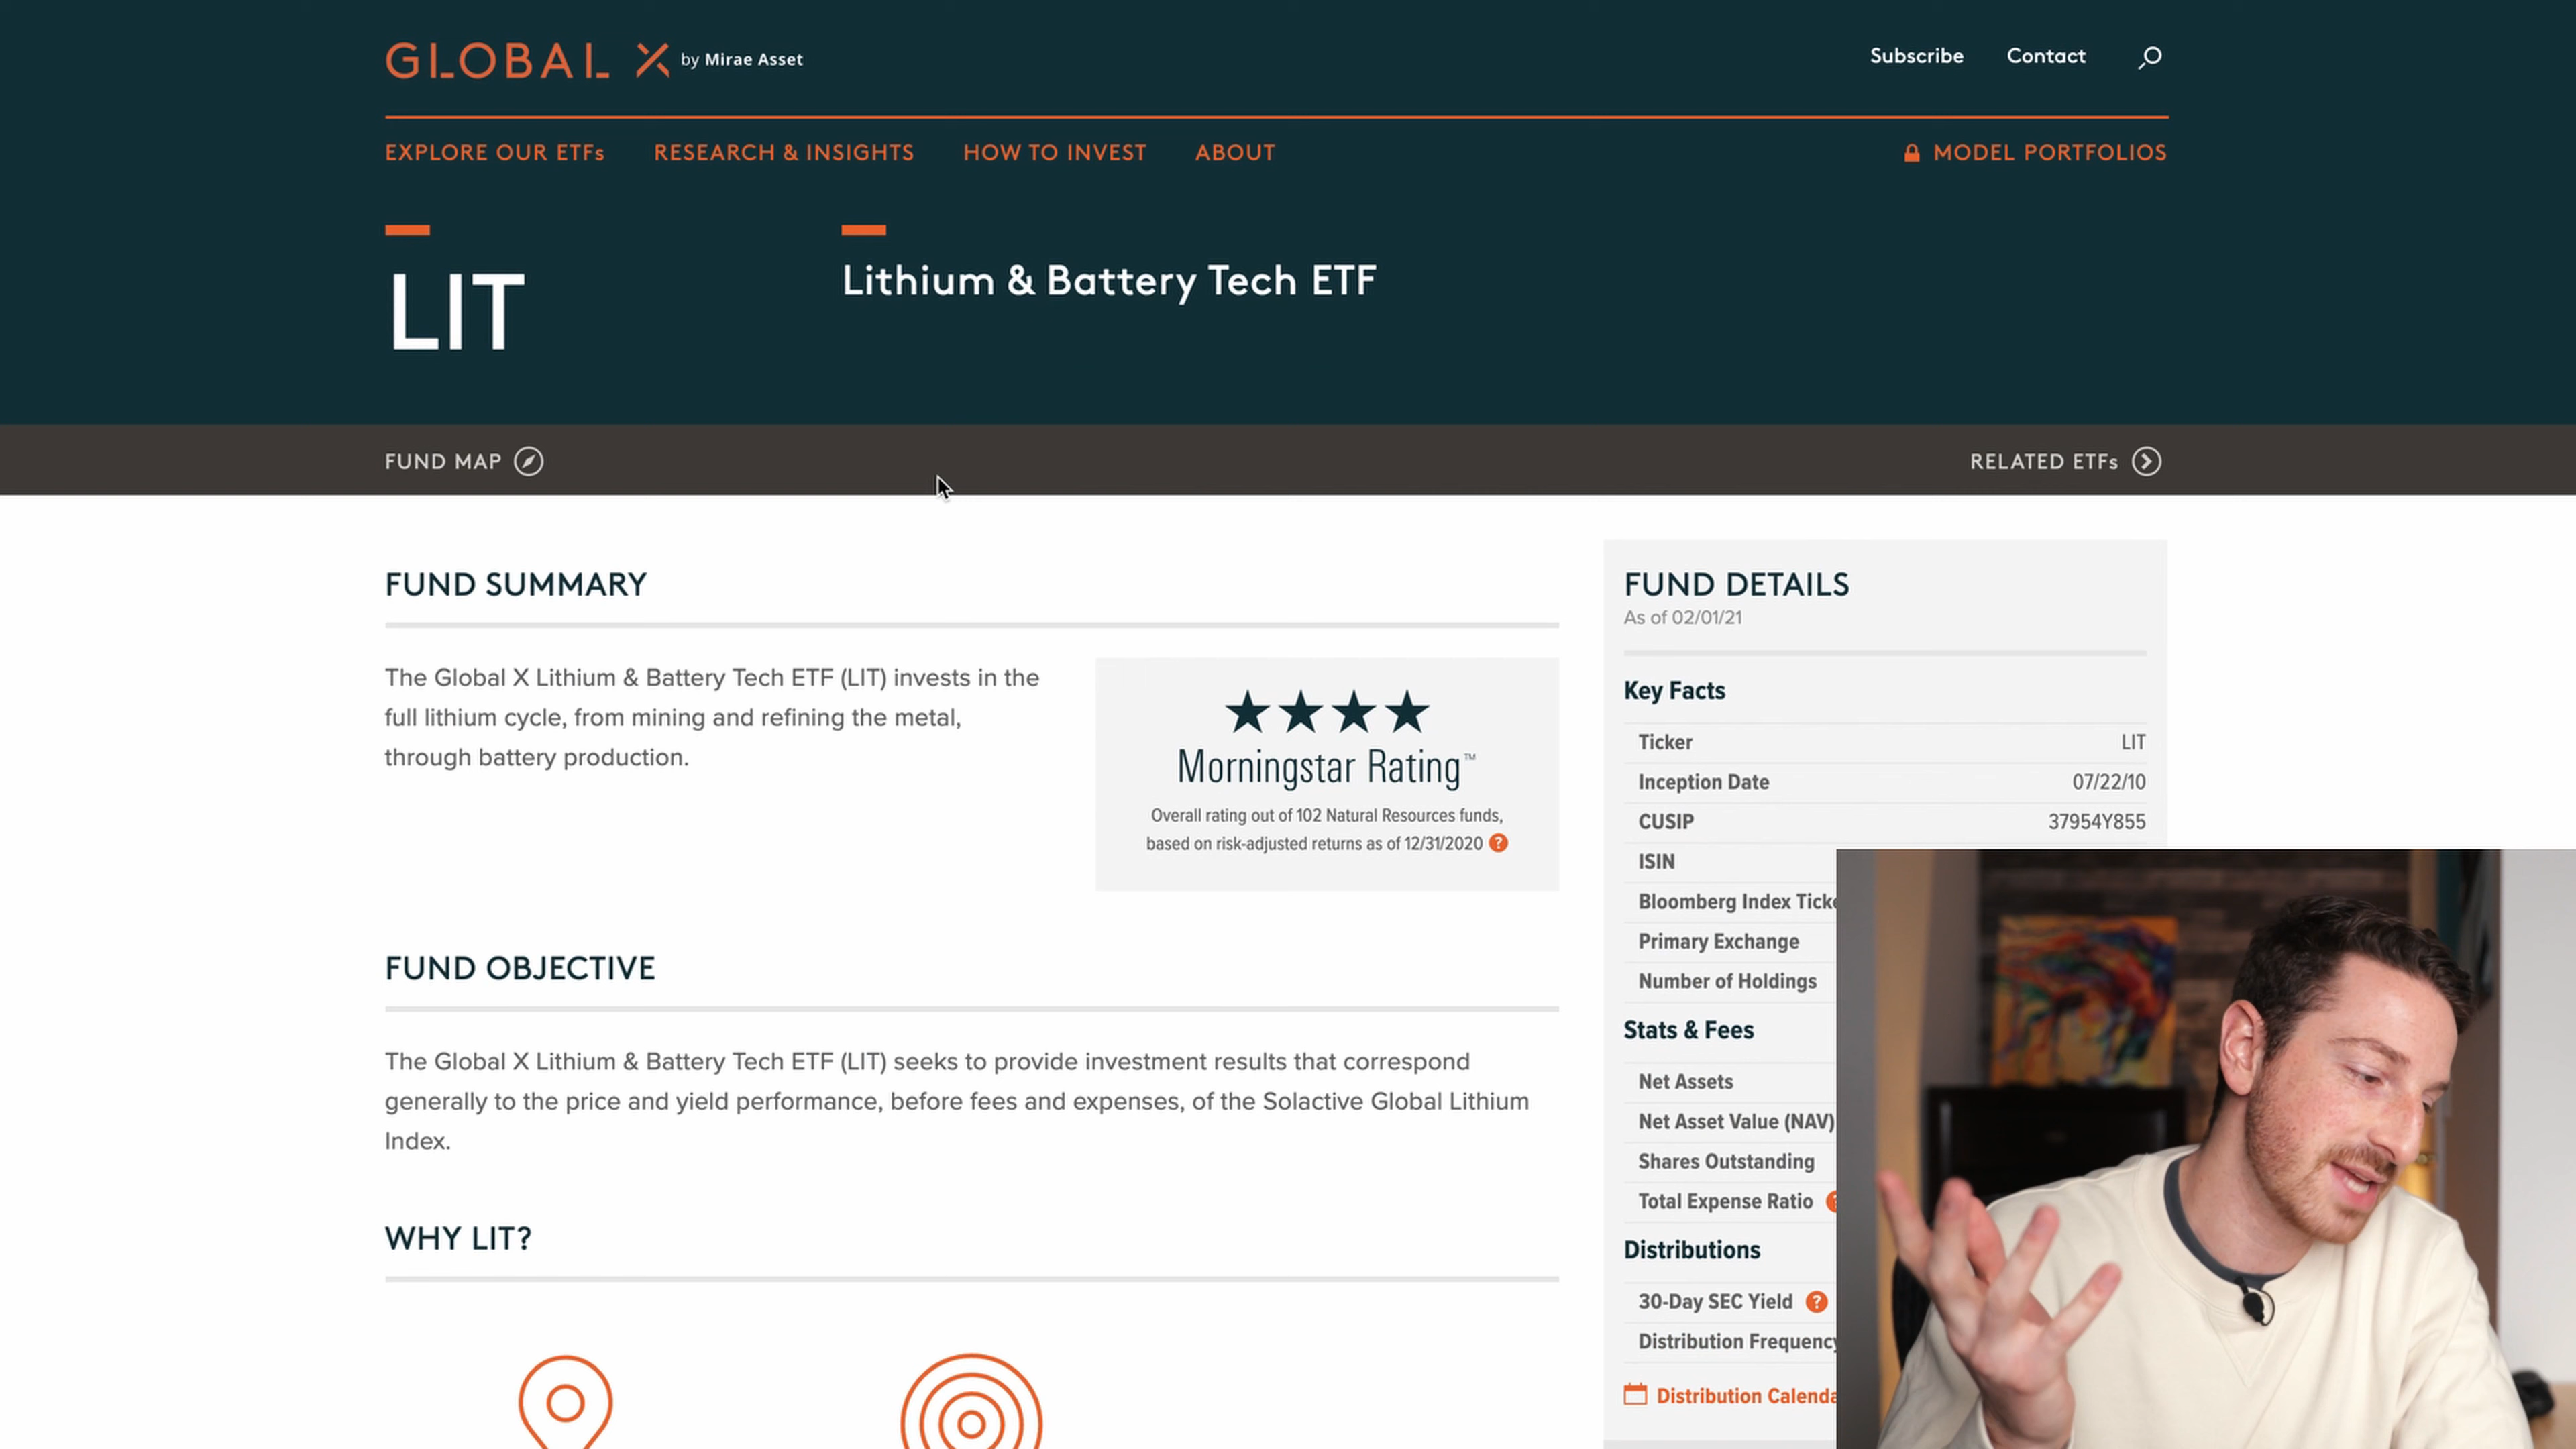 GLOBAL X by Mirae Asset
Subscribe
Contact
EXPLORE OUR ETFs
RESEARCH & INSIGHTS
HOW TO INVEST
ABOUT
MODEL PORTFOLIOS
LIT
Lithium & Battery Tech ETF
FUND MAP
RELATED ETFs
FUND SUMMARY
The Global X Lithium & Battery Tech ETF (LIT) invests in the
full lithium cycle, from mining and refining the metal,
through battery production.
Morningstar Rating™
Overall rating out of 102 Natural Resources funds,
based on risk-adjusted returns as of 12/31/2020 ?
FUND OBJECTIVE
The Global X Lithium & Battery Tech ETF (LIT) seeks to provide investment results that correspond
generally to the price and yield performance, before fees and expenses, of the Solactive Global Lithium
Index.
WHY LIT?
FUND DETAILS
As of 02/01/21
Key Facts
Ticker LIT
Inception Date 07/22/10
CUSIP 37954Y855
ISIN
Bloomberg Index
Primary Exchange
Number of Holdings
Stats & Fees
Net Assets
Net Asset Value (NAV)
Shares Outstanding
Total Expense Ratio
Distributions
30-Day SEC Yield ?
Distribution Frequency
Distribution